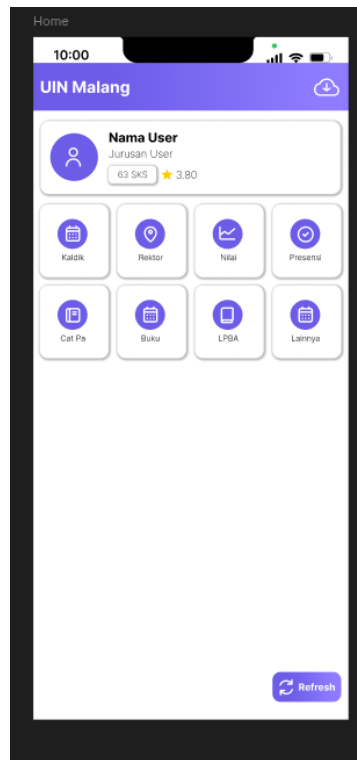 Home
10:00
UIN Malang
Nama User
Jurusan User
63 SKS 3.80
Kaldik Rektor Nilai Presensi
Cat Pa Buku LPBA Lainnya
Refresh